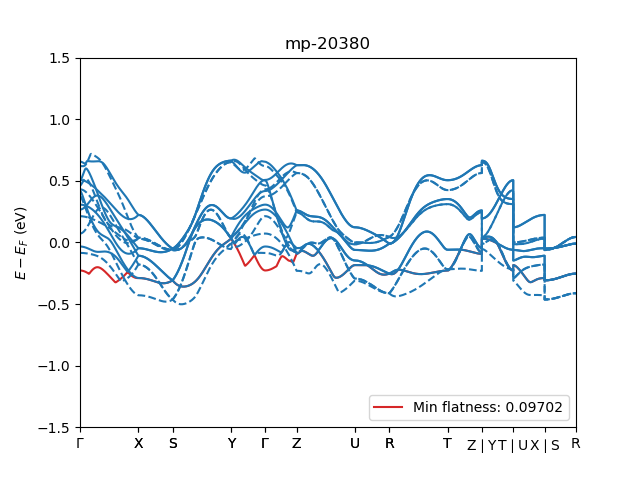 mp-20380
1.5
1.0
0.5
0.0
−0.5
−1.0
−1.5
E − E_F (eV)
Min flatness: 0.09702
Γ X S Y Γ Z U R T Z | Y T | U X | S R